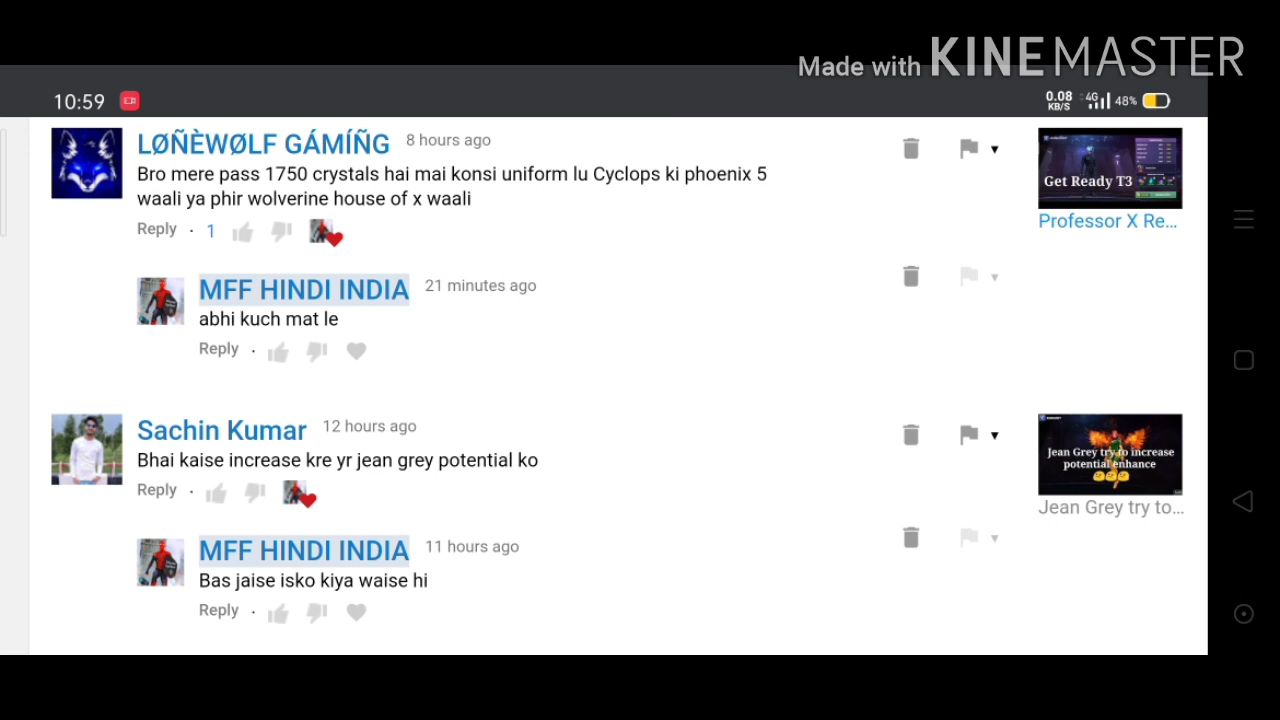 Made with KINEMASTER
10:59
0.08 KB/S 4G 48%
LØÑÈWØLF GÁMÍÑG 8 hours ago
Bro mere pass 1750 crystals hai mai konsi uniform lu Cyclops ki phoenix 5
waali ya phir wolverine house of x waali
Reply · 1
Get Ready T3
Professor X Re...
MFF HINDI INDIA 21 minutes ago
abhi kuch mat le
Reply ·
Sachin Kumar 12 hours ago
Bhai kaise increase kre yr jean grey potential ko
Reply ·
Jean Grey try to increase
potential enhance
Jean Grey try to...
MFF HINDI INDIA 11 hours ago
Bas jaise isko kiya waise hi
Reply ·